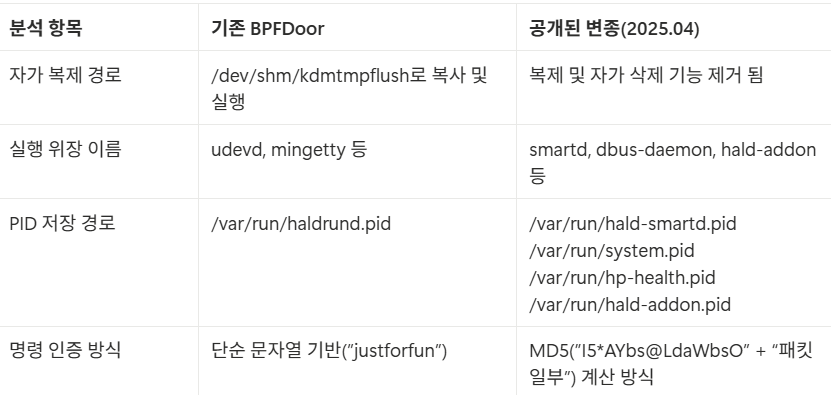 분석 항목 기존 BPFDoor 공개된 변종(2025.04)
자가 복제 경로 /dev/shm/kdmtmpflush로 복사 및 복제 및 자가 삭제 기능 제거 됨
실행
실행 위장 이름 udevd, mingetty 등 smartd, dbus-daemon, hald-addon
등
PID 저장 경로 /var/run/haldrund.pid /var/run/hald-smartd.pid
/var/run/system.pid
/var/run/hp-health.pid
/var/run/hald-addon.pid
명령 인증 방식 단순 문자열 기반("justforfun") MD5("I5*AYbs@LdaWbsO" + “패킷
일부”) 계산 방식